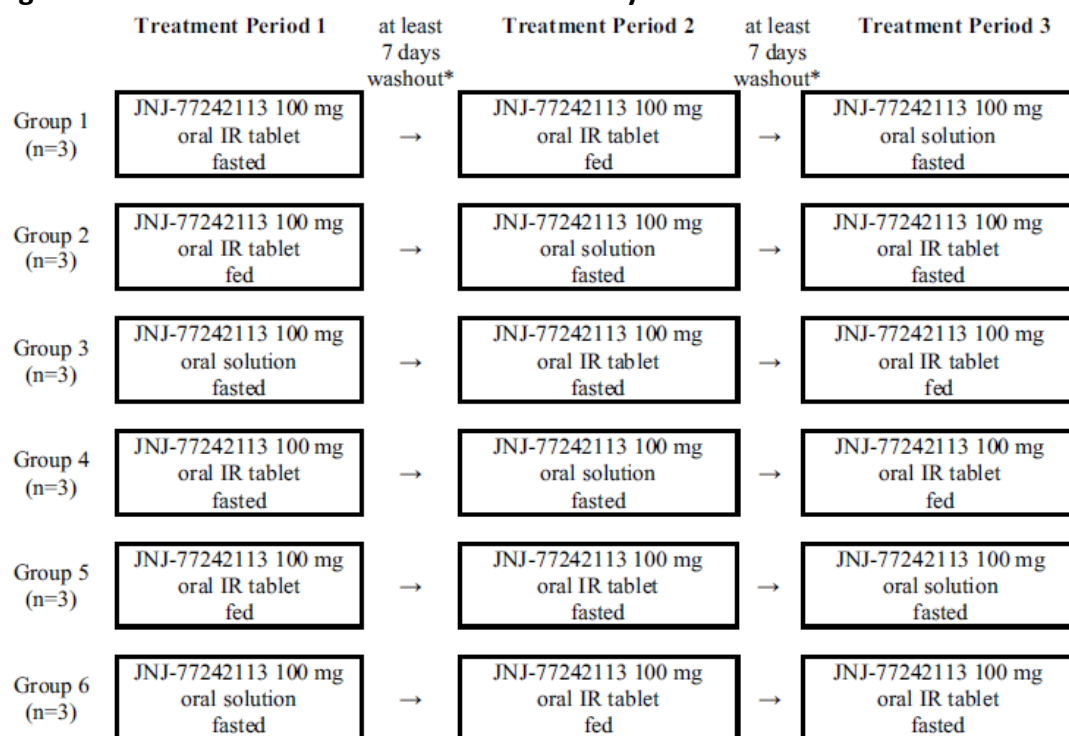 Treatment Period 1 at least 7 days washout* Treatment Period 2 at least 7 days washout* Treatment Period 3
Group 1
(n=3)
JNJ-77242113 100 mg
oral IR tablet
fasted
→
JNJ-77242113 100 mg
oral IR tablet
fed
→
JNJ-77242113 100 mg
oral solution
fasted
Group 2
(n=3)
JNJ-77242113 100 mg
oral IR tablet
fed
→
JNJ-77242113 100 mg
oral solution
fasted
→
JNJ-77242113 100 mg
oral IR tablet
fasted
Group 3
(n=3)
JNJ-77242113 100 mg
oral solution
fasted
→
JNJ-77242113 100 mg
oral IR tablet
fasted
→
JNJ-77242113 100 mg
oral IR tablet
fed
Group 4
(n=3)
JNJ-77242113 100 mg
oral IR tablet
fasted
→
JNJ-77242113 100 mg
oral solution
fasted
→
JNJ-77242113 100 mg
oral IR tablet
fed
Group 5
(n=3)
JNJ-77242113 100 mg
oral IR tablet
fed
→
JNJ-77242113 100 mg
oral IR tablet
fasted
→
JNJ-77242113 100 mg
oral solution
fasted
Group 6
(n=3)
JNJ-77242113 100 mg
oral solution
fasted
→
JNJ-77242113 100 mg
oral IR tablet
fed
→
JNJ-77242113 100 mg
oral IR tablet
fasted